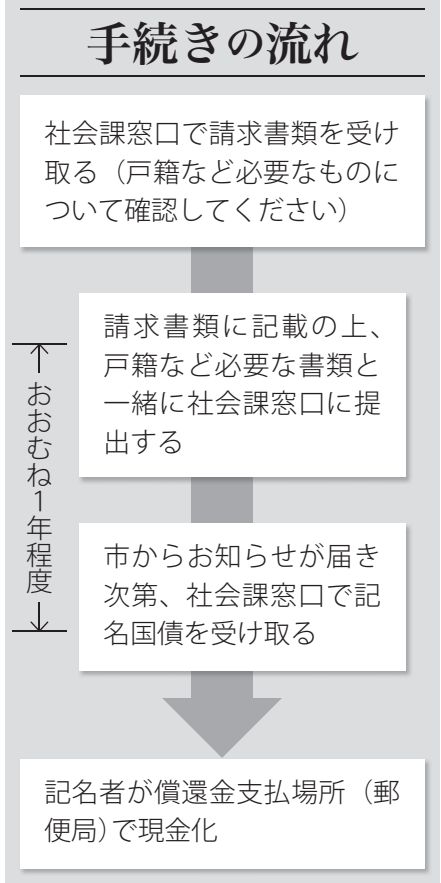 手続きの流れ
社会課窓口で請求書類を受け
取る（戸籍など必要なものに
ついて確認してください）
請求書類に記載の上、
戸籍など必要な書類と
一緒に社会課窓口に提
出する
おおむね1年程度
市からお知らせが届き
次第、社会課窓口で記
名国債を受け取る
記名者が償還金支払場所（郵
便局）で現金化